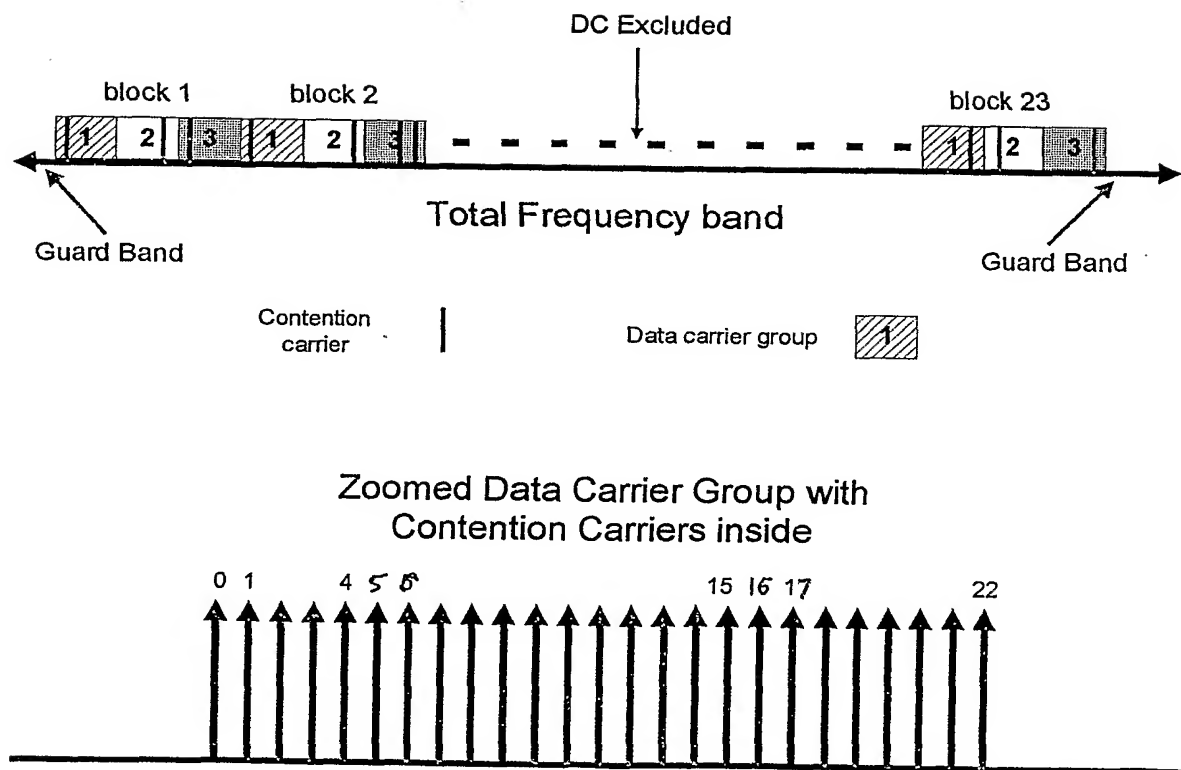 DC Excluded
block 1 block 2 block 23
1 2 3 1 2 3 1 2 3
Total Frequency band
Guard Band Guard Band
Contention
carrier
Data carrier group 1
Zoomed Data Carrier Group with
Contention Carriers inside
0 1 4 5 15 16 17 22